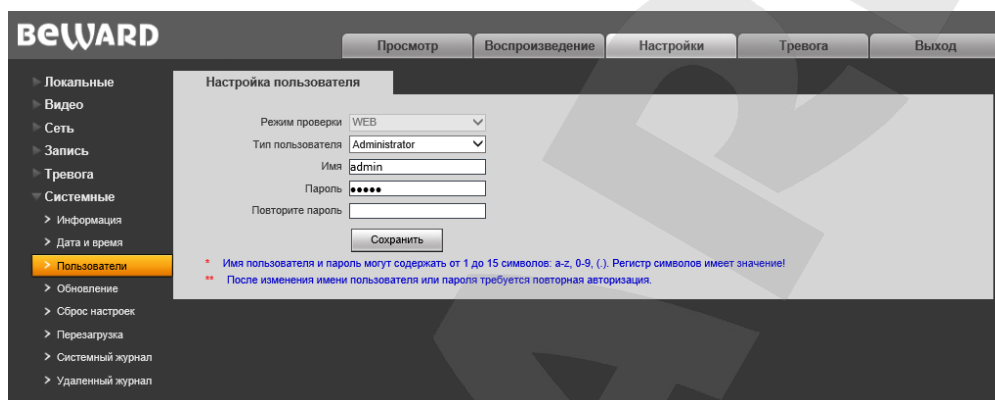 BEWARD
Просмотр
Воспроизведение
Настройки
Тревога
Выход
Локальные
Видео
Сеть
Запись
Тревога
Системные
Информация
Дата и время
Пользователи
Обновление
Сброс настроек
Перезагрузка
Системный журнал
Удаленный журнал
Настройка пользователя
Режим проверки WEB
Тип пользователя Administrator
Имя admin
Пароль •••••
Повторите пароль
Сохранить
* Имя пользователя и пароль могут содержать от 1 до 15 символов: a-z, 0-9, (.). Регистр символов имеет значение!
** После изменения имени пользователя или пароля требуется повторная авторизация.